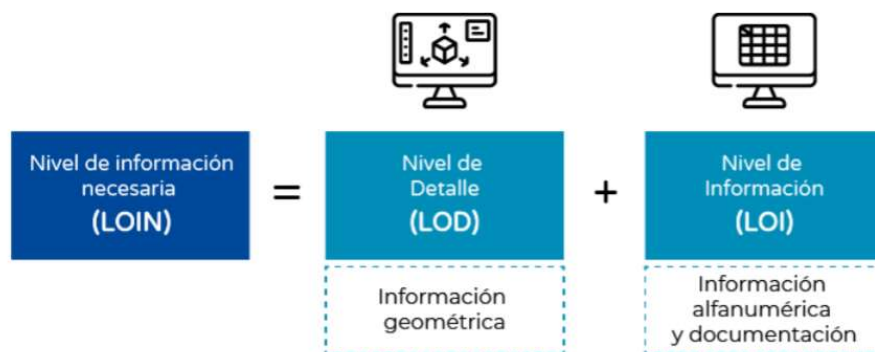 Nivel de información
necesaria
(LOIN)
=
Nivel de
Detalle
(LOD)
+
Nivel de
Información
(LOI)
Información
geométrica
Información
alfanumérica
y documentación